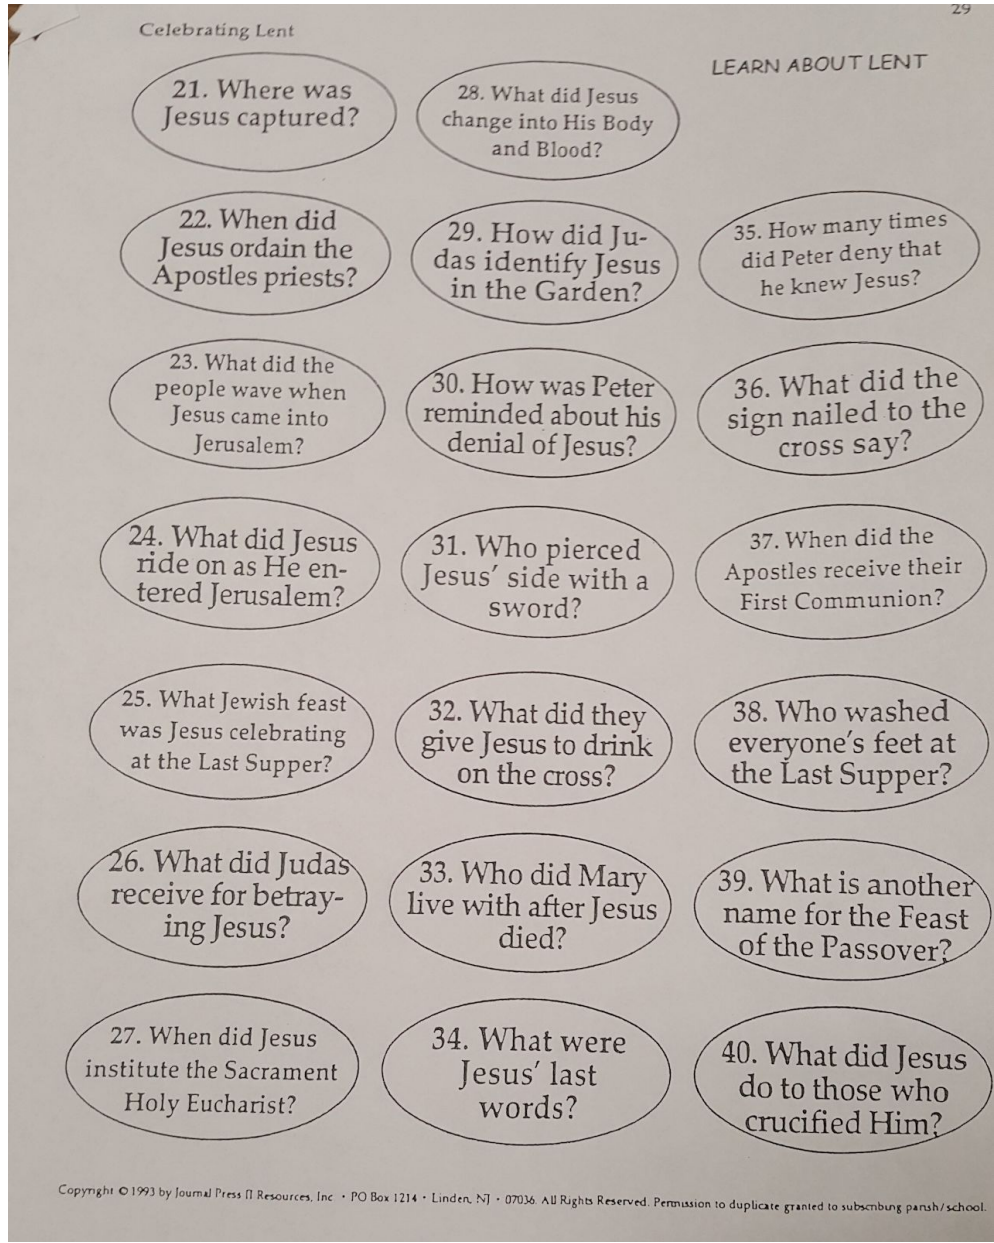 29
Celebrating Lent
LEARN ABOUT LENT
21. Where was
Jesus captured?
22. When did
Jesus ordain the
Apostles priests?
23. What did the
people wave when
Jesus came into
Jerusalem?
24. What did Jesus
ride on as He en-
tered Jerusalem?
25. What Jewish feast
was Jesus celebrating
at the Last Supper?
26. What did Judas
receive for betray-
ing Jesus?
27. When did Jesus
institute the Sacrament
Holy Eucharist?
28. What did Jesus
change into His Body
and Blood?
29. How did Ju-
das identify Jesus
in the Garden?
30. How was Peter
reminded about his
denial of Jesus?
31. Who pierced
Jesus' side with a
sword?
32. What did they
give Jesus to drink
on the cross?
33. Who did Mary
live with after Jesus
died?
34. What were
Jesus' last
words?
35. How many times
did Peter deny that
he knew Jesus?
36. What did the
sign nailed to the
cross say?
37. When did the
Apostles receive their
First Communion?
38. Who washed
everyone's feet at
the Last Supper?
39. What is another
name for the Feast
of the Passover?
40. What did Jesus
do to those who
crucified Him?
Copyright © 1993 by Journal Press Resources, Inc • PO Box 1214 • Linden, NJ • 07036. All Rights Reserved. Permission to duplicate granted to subscribing parish/school.